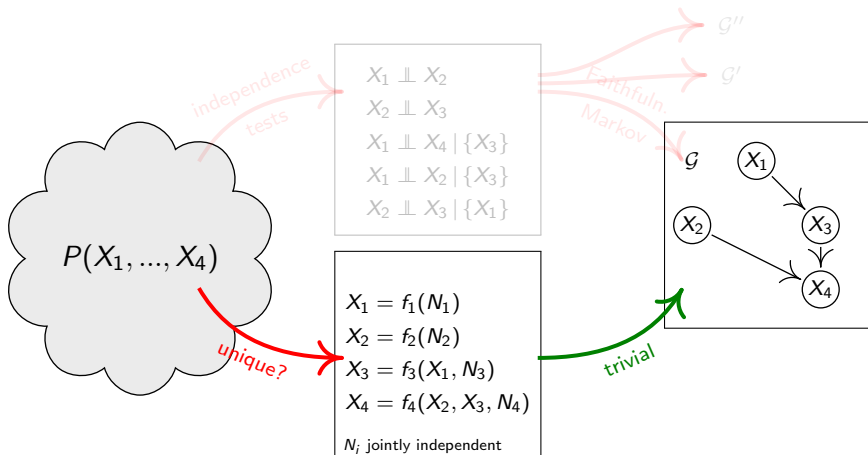 𝒢′′
independence
tests
X₁ ⫫ X₂
X₂ ⫫ X₃
X₁ ⫫ X₄ | {X₃}
X₁ ⫫ X₂ | {X₃}
X₂ ⫫ X₃ | {X₁}
𝒢′
Faithfuln.
Markov
𝒢
X₁
X₂
X₃
X₄
P(X₁, ..., X₄)
unique?
X₁ = f₁(N₁)
X₂ = f₂(N₂)
X₃ = f₃(X₁, N₃)
X₄ = f₄(X₂, X₃, N₄)
Nᵢ jointly independent
trivial